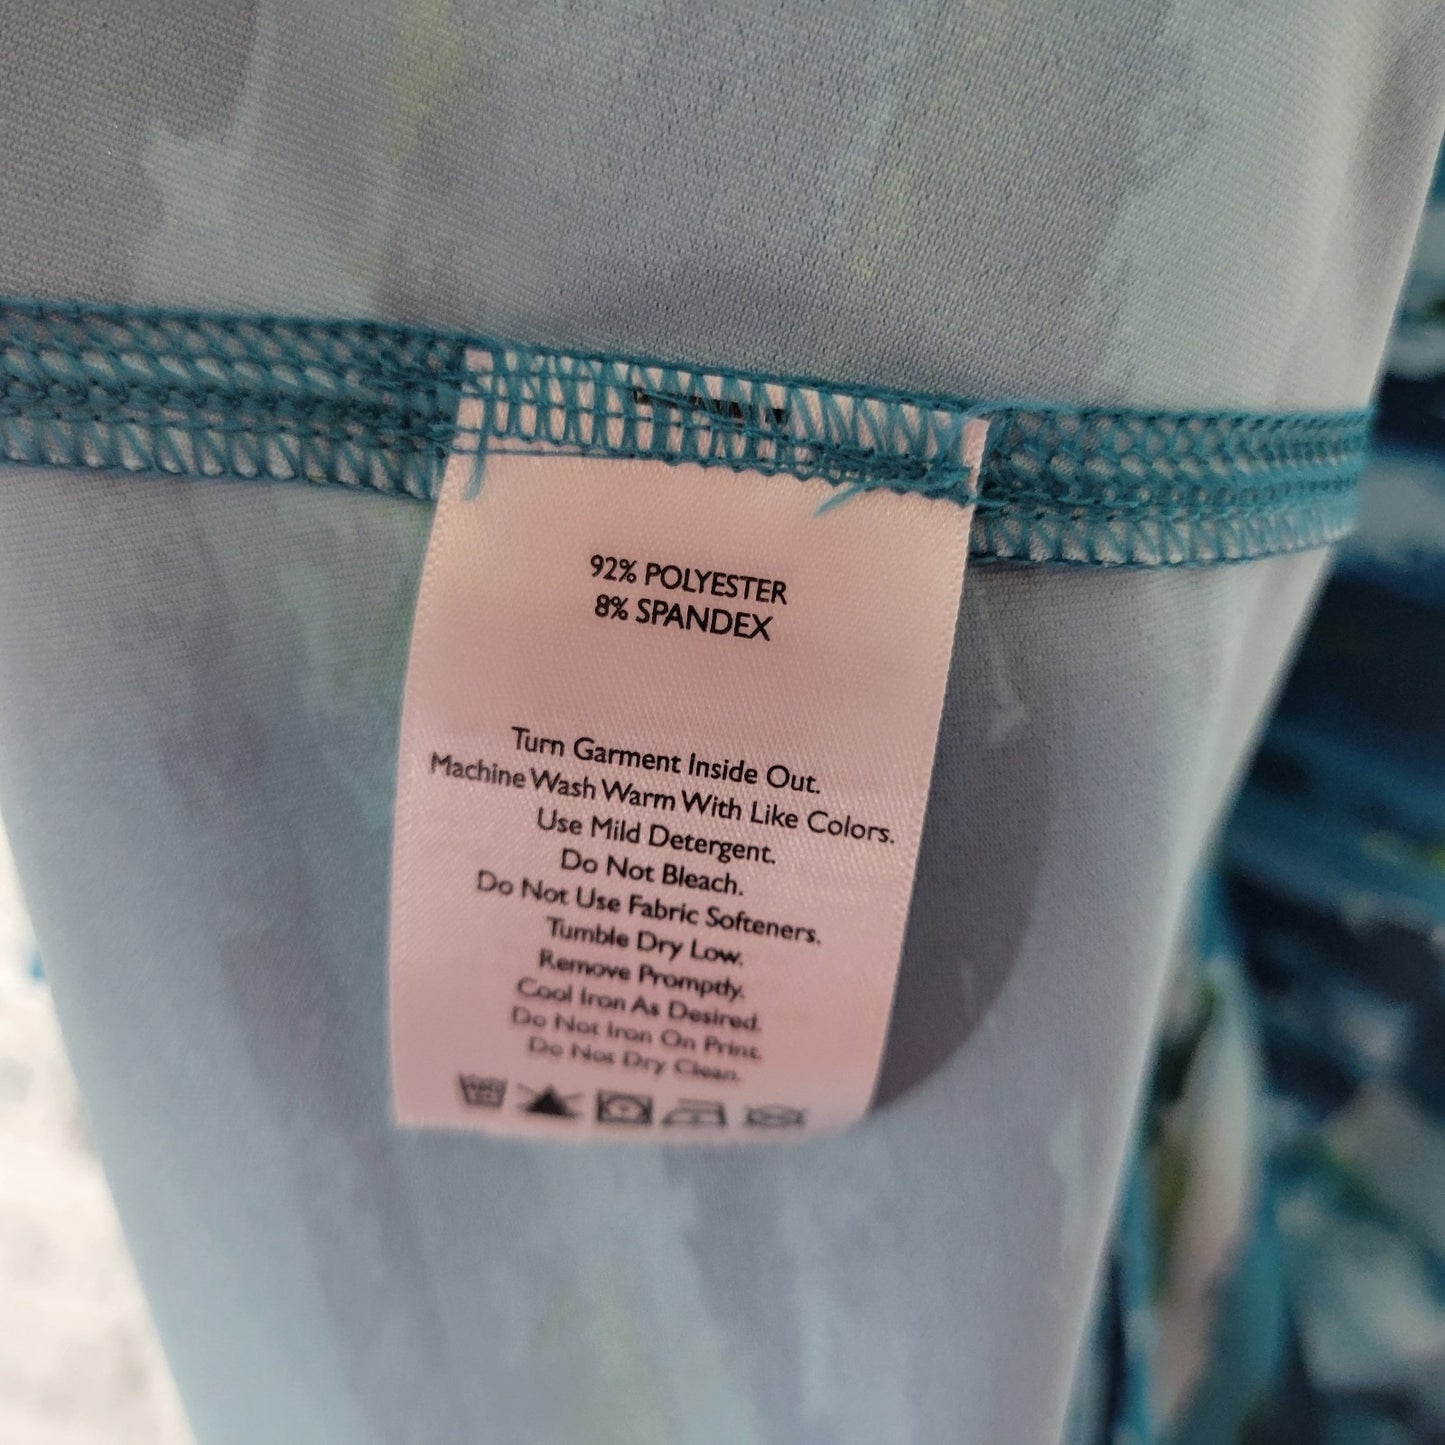 92% POLYESTER
8% SPANDEX
Turn Garment Inside Out.
Machine Wash Warm With Like Colors.
Use Mild Detergent.
Do Not Bleach.
Do Not Use Fabric Softeners.
Tumble Dry Low.
Remove Promptly.
Cool Iron As Desired.
Do Not Iron On Print.
Do Not Dry Clean.